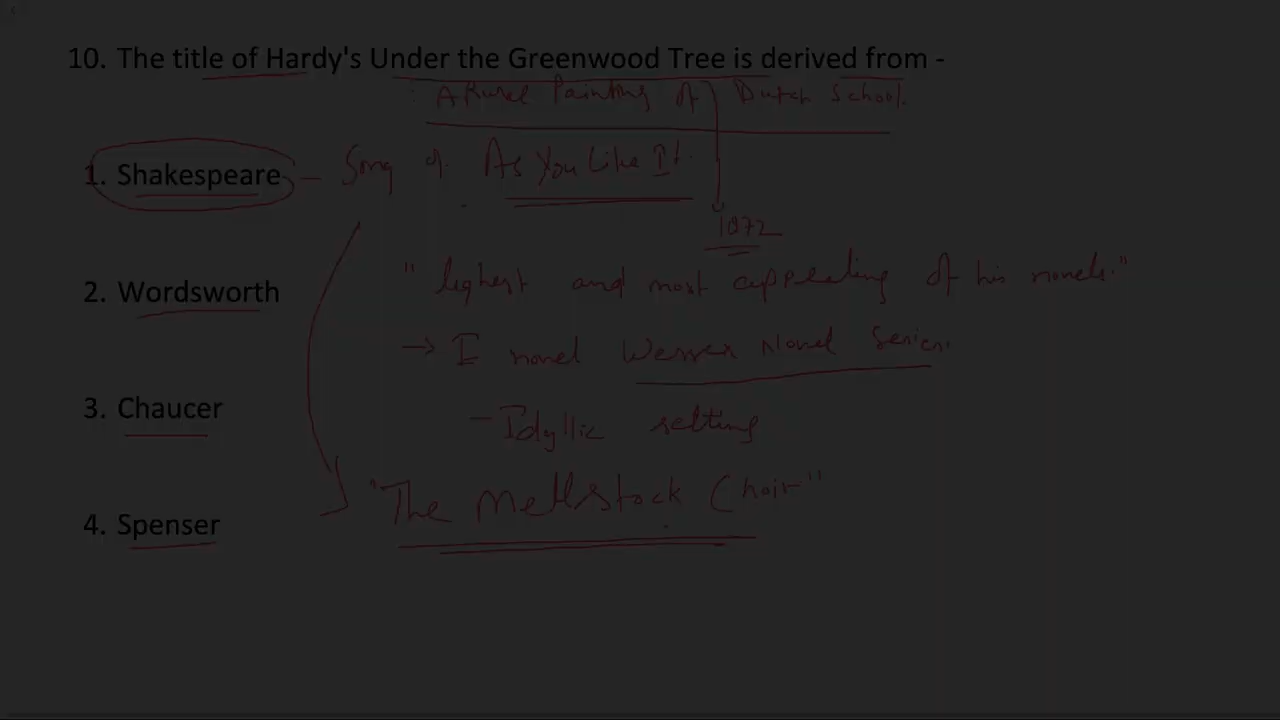 10. The title of Hardy's Under the Greenwood Tree is derived from -
A Rural Painting of Dutch School.
1. Shakespeare - Song of As You Like It.
1872
2. Wordsworth
" lighest and most appealing of his novels."
→ I novel Wessex Novel Series.
3. Chaucer
- Idyllic setting
"The Mellstock Choir"
4. Spenser